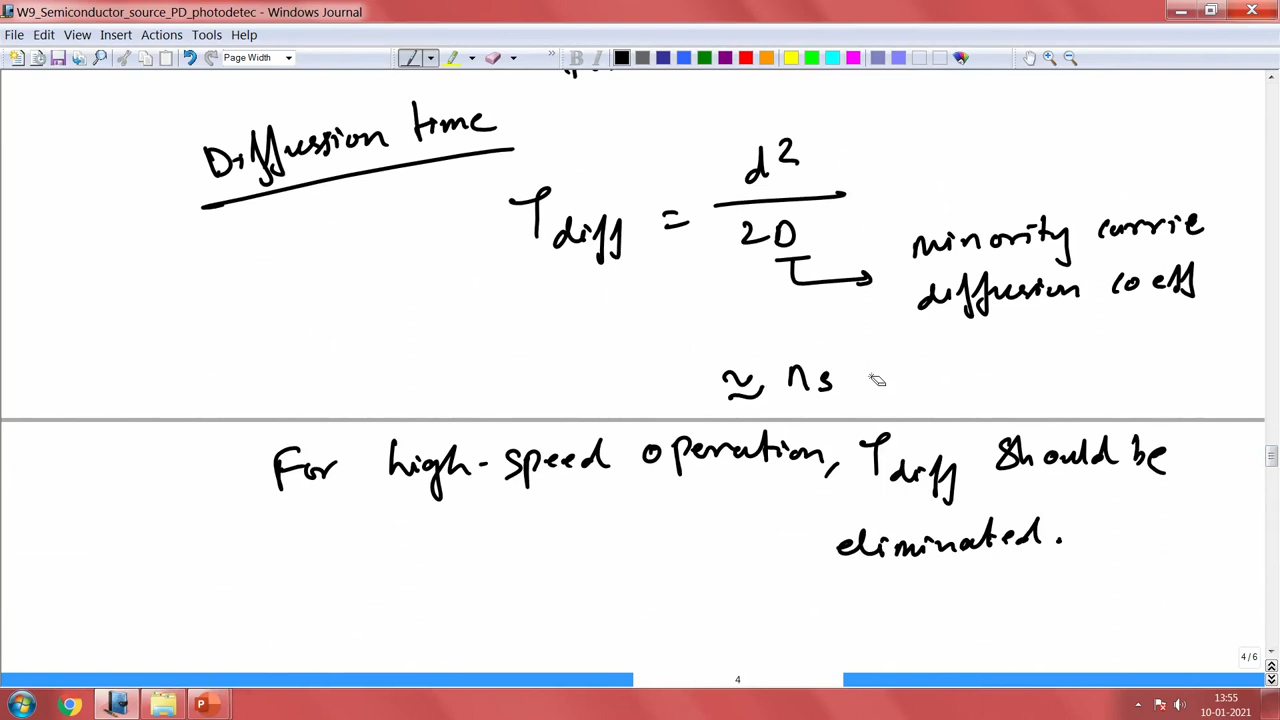 W9_Semiconductor_source_PD_photodetec - Windows Journal
File Edit View Insert Actions Tools Help
Page Width
B I
Diffussion time
τdiff = d² / 2D
minority carrie
diffusion coeff
≈ ns
For high-speed operation, τdiff should be
eliminated.
4/6
4
13:55
10-01-2021